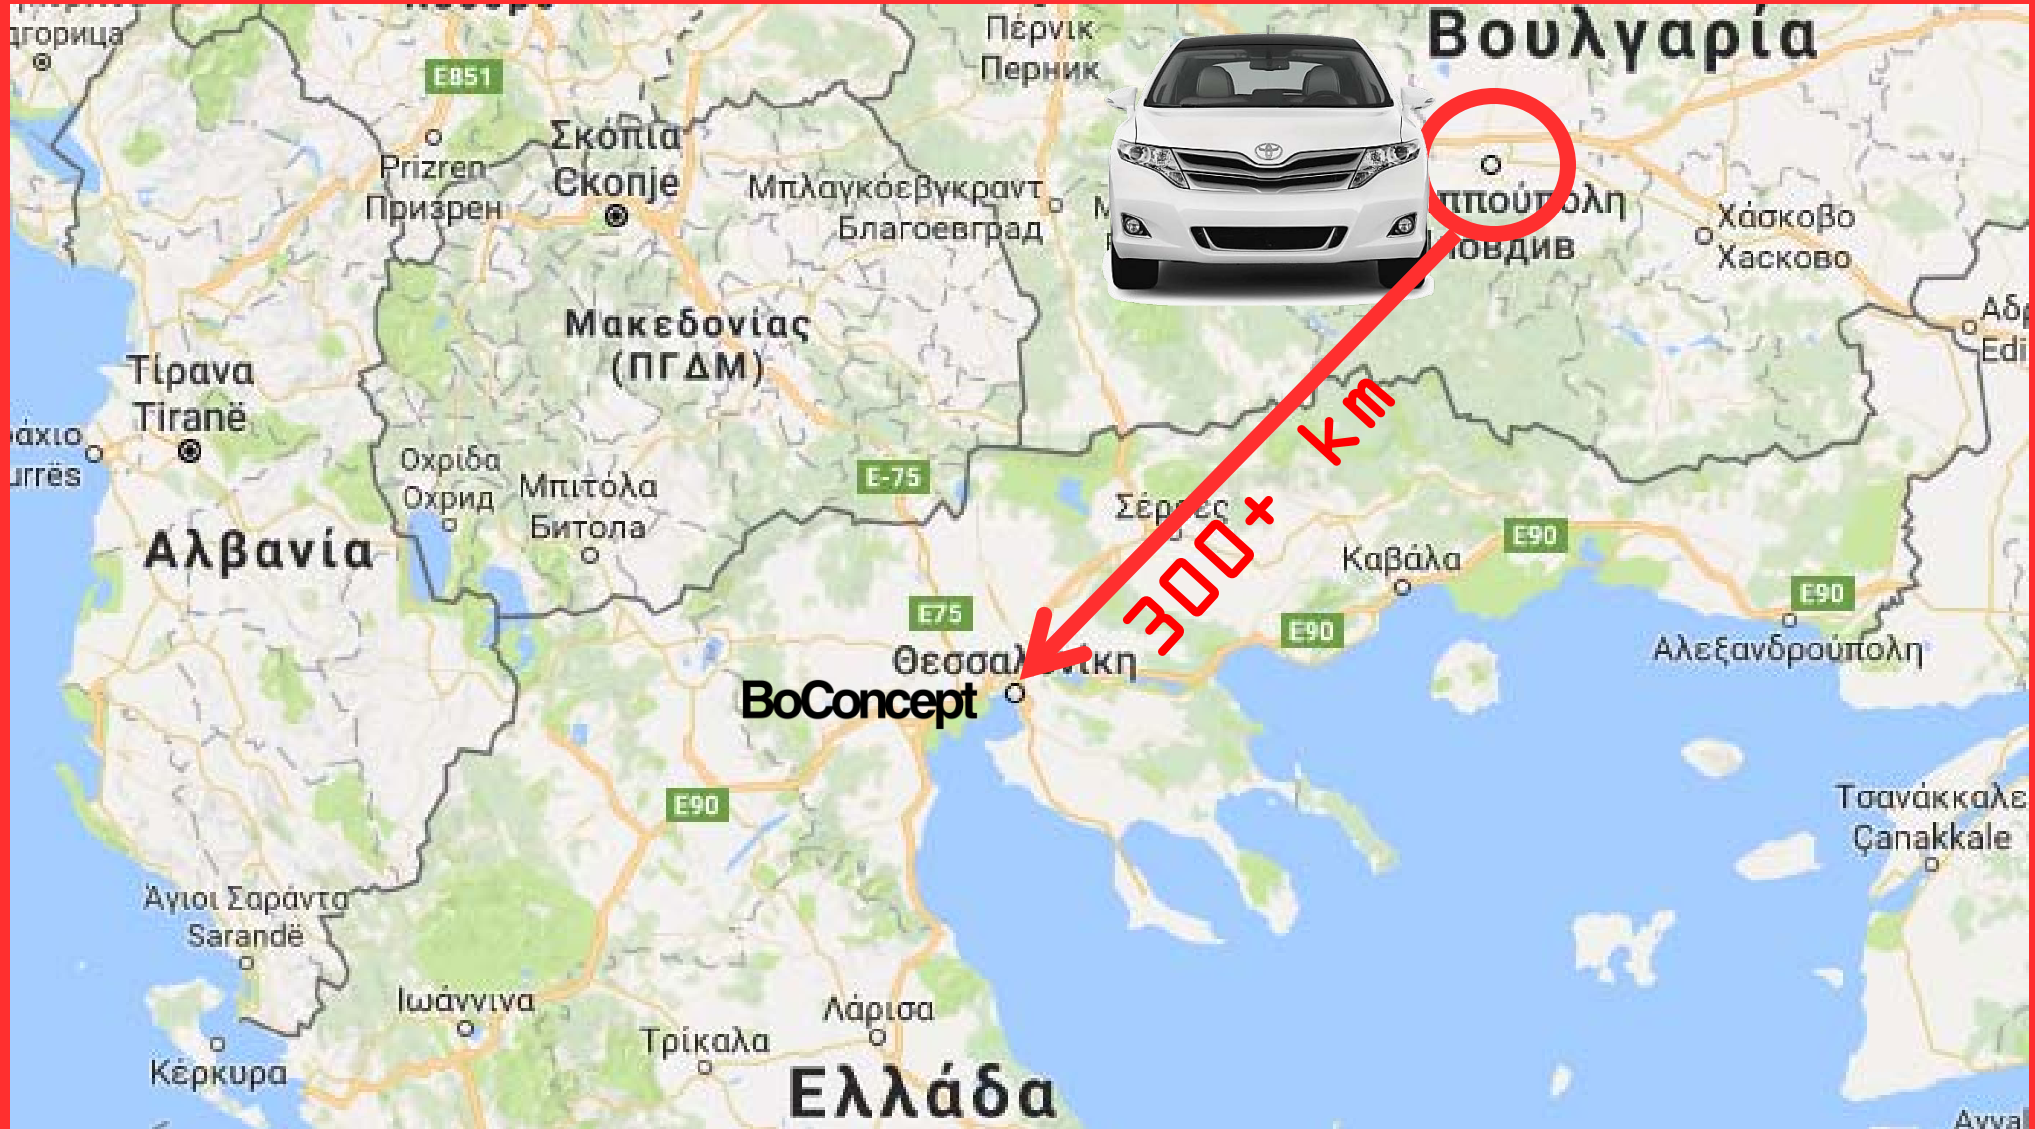 Βουλγαρία
Πέρνικ
Перник
E851
Σκόπια
Скопје
Prizren
Призрен
Μπλαγκόεβγκραντ
Благоевград
Χάσκοβο
Хасково
Μακεδονίας
(ΠΓΔΜ)
Τίρανα
Tiranë
km
Οχρίδα
Охрид
E-75
Μπιτόλα
Битола
300+
Αλβανία
Καβάλα
E90
E90
E75
E90
Αλεξανδρούπολη
BoConcept
E90
Τσανάκκαλε
Çanakkale
Άγιοι Σαράντα
Sarandë
Ιωάννινα
Λάρισα
Τρίκαλα
Κέρκυρα
Ελλάδα